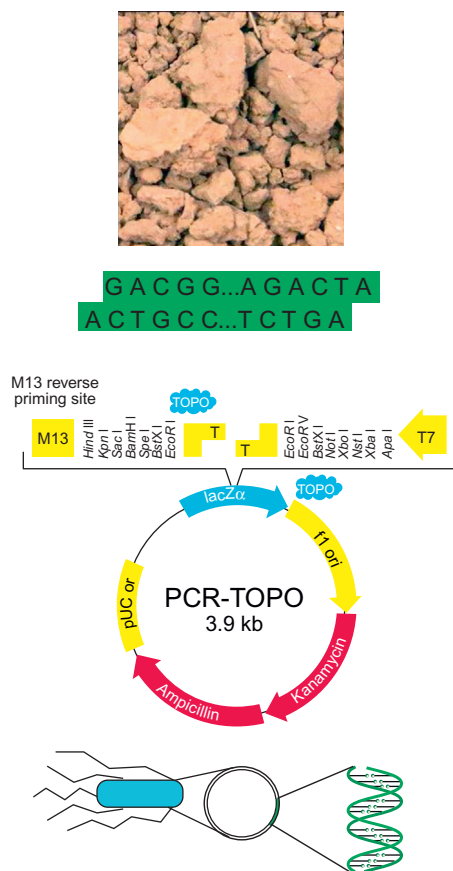 G A C G G...A G A C T A
A C T G C C...T C T G A
M13 reverse
priming site
TOPO
M13
Hind III
Kpn I
Sac I
BamH I
Spe I
BstX I
EcoR I
T
T
EcoR I
EcoR V
BstX I
Not I
Xbo I
Nst I
Xba I
Apa I
T7
lacZα
TOPO
f1 ori
pUC or
PCR-TOPO
3.9 kb
Kanamycin
Ampicillin